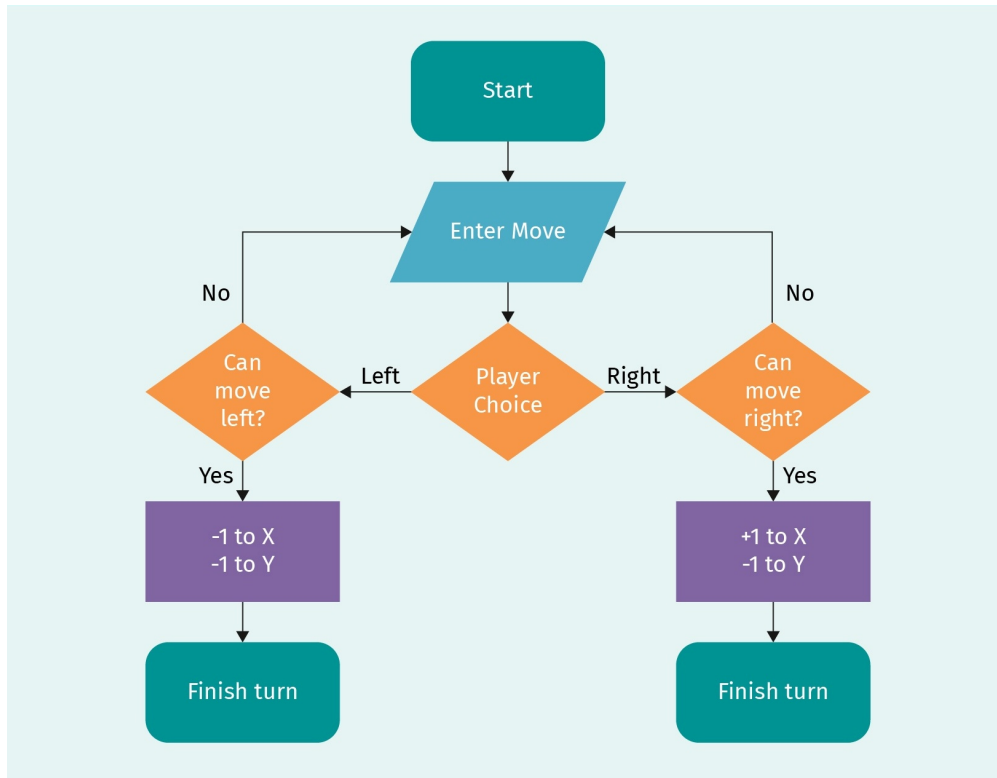 Start
Enter Move
No
No
Can
move
left?
Left
Player
Choice
Right
Can
move
right?
Yes
Yes
-1 to X
-1 to Y
+1 to X
-1 to Y
Finish turn
Finish turn